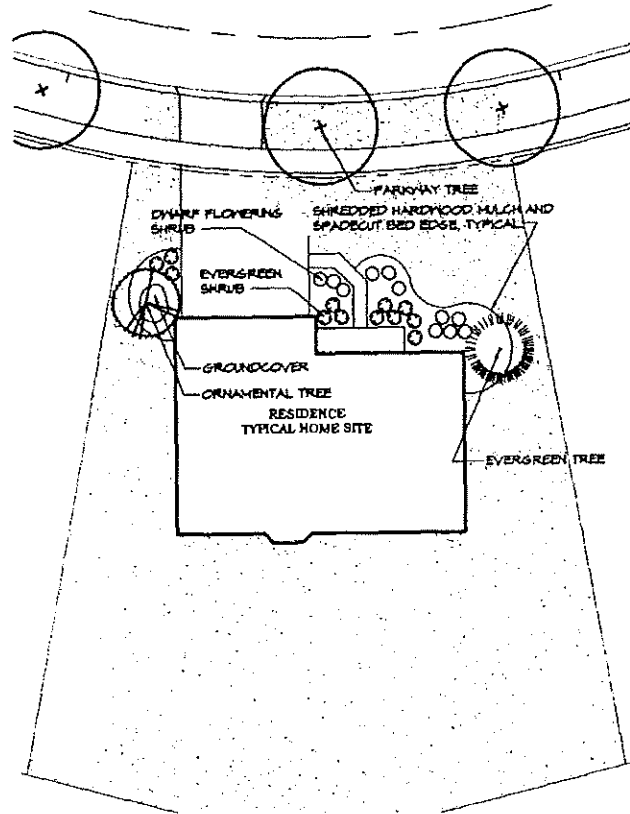 PARKWAY TREE
DWARF FLOWERING
SHRUB
SHREDDED HARDWOOD MULCH AND
SPADECUT BED EDGE, TYPICAL
EVERGREEN
SHRUB
GROUNDCOVER
ORNAMENTAL TREE
RESIDENCE
TYPICAL HOME SITE
EVERGREEN TREE